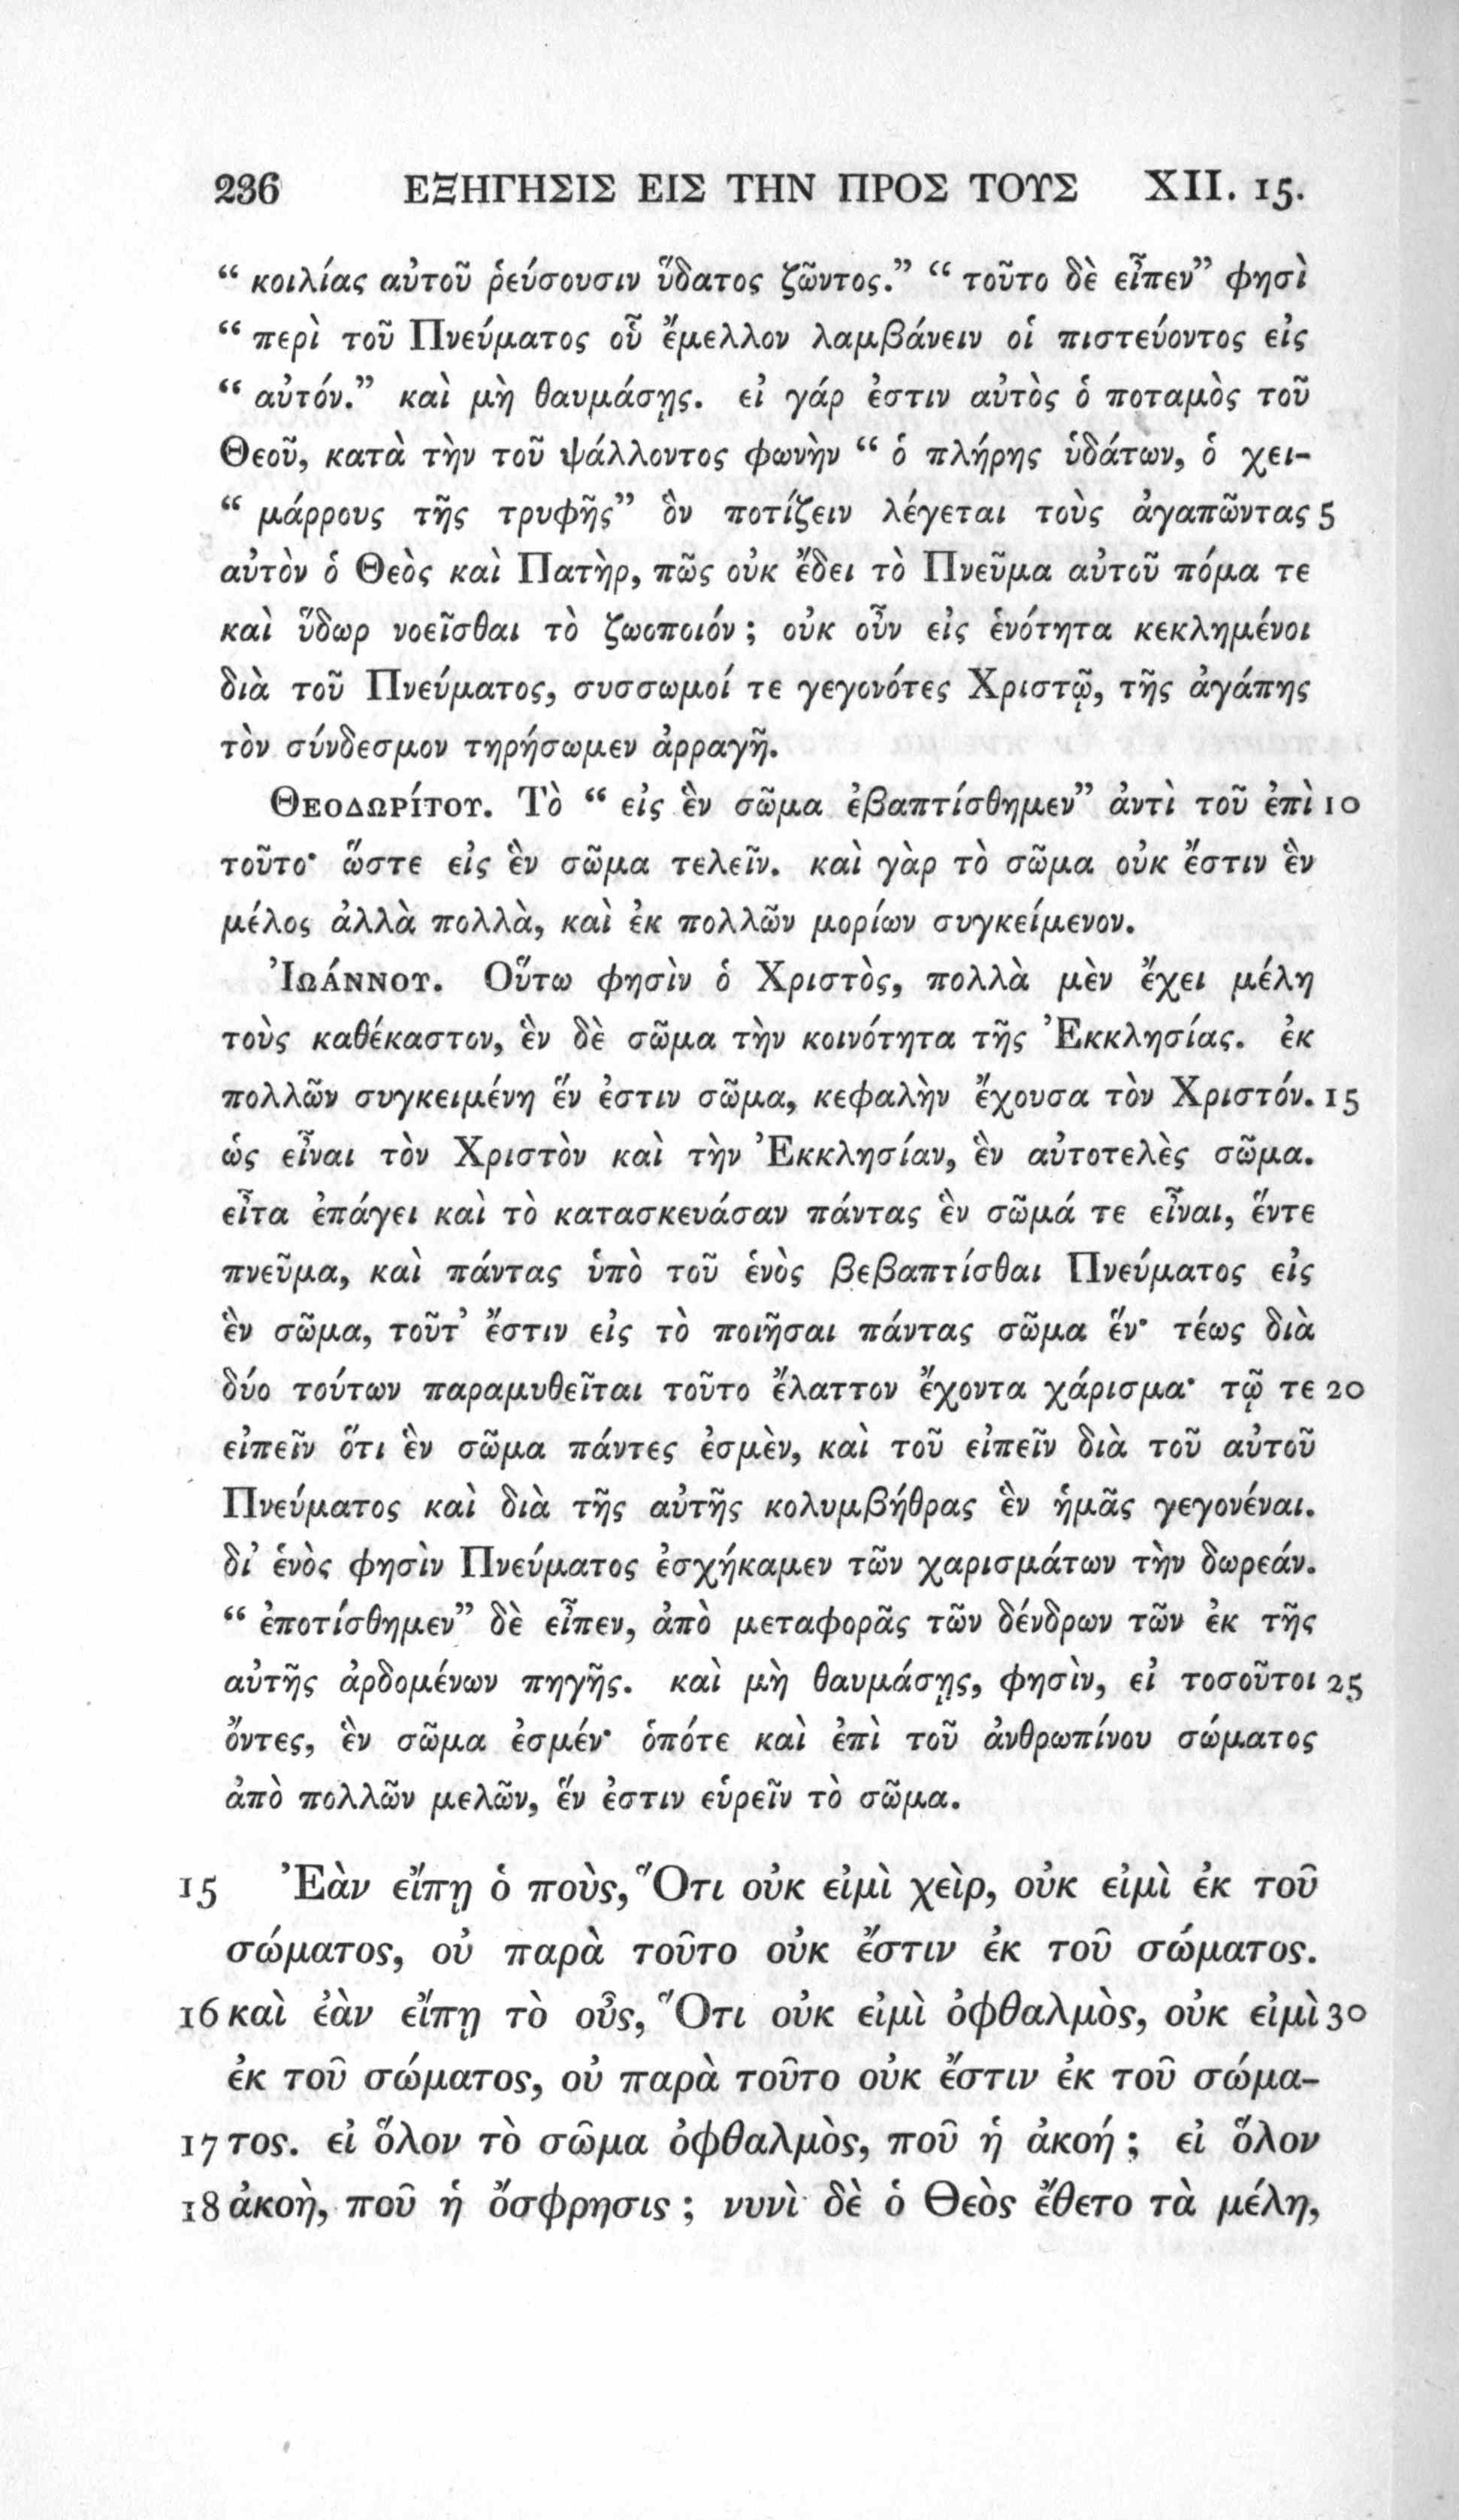 236 ΕΞΗΓΗΣΙΣ ΕΙΣ ΤΗΝ ΠΡΟΣ ΤΟΥΣ XII. 15.
“ κοιλίας αὐτοῦ ῥεύσουσιν ὕδατος ζῶντος.” “ τοῦτο δὲ εἶπεν” φησὶ
“ περὶ τοῦ Πνεύματος οὗ ἔμελλον λαμβάνειν οἱ πιστεύοντος εἰς
“ αὐτόν.” καὶ μὴ θαυμάσῃς. εἰ γάρ ἐστιν αὐτὸς ὁ ποταμὸς τοῦ
Θεοῦ, κατὰ τὴν τοῦ ψάλλοντος φωνὴν “ ὁ πλήρης ὑδάτων, ὁ χει-
“ μάρρους τῆς τρυφῆς” ὃν ποτίζειν λέγεται τοὺς ἀγαπῶντας 5
αὐτὸν ὁ Θεὸς καὶ Πατὴρ, πῶς οὐκ ἔδει τὸ Πνεῦμα αὐτοῦ πόμα τε
καὶ ὕδωρ νοεῖσθαι τὸ ζωοποιόν ; οὐκ οὖν εἰς ἑνότητα κεκλημένοι
διὰ τοῦ Πνεύματος, συσσωμοί τε γεγονότες Χριστῷ, τῆς ἀγάπης
τὸν σύνδεσμον τηρήσωμεν ἀρραγῆ.
ΘΕΟΔΩΡΊΤΟΥ. Τὸ “ εἰς ἓν σῶμα ἐβαπτίσθημεν” ἀντὶ τοῦ ἐπὶ 10
τοῦτο· ὥστε εἰς ἓν σῶμα τελεῖν. καὶ γὰρ τὸ σῶμα οὐκ ἔστιν ἓν
μέλος ἀλλὰ πολλὰ, καὶ ἐκ πολλῶν μορίων συγκείμενον.
ἸΩΆΝΝΟΥ. Οὕτω φησὶν ὁ Χριστὸς, πολλὰ μὲν ἔχει μέλη
τοὺς καθέκαστον, ἓν δὲ σῶμα τὴν κοινότητα τῆς Ἐκκλησίας. ἐκ
πολλῶν συγκειμένη ἕν ἐστιν σῶμα, κεφαλὴν ἔχουσα τὸν Χριστόν. 15
ὡς εἶναι τὸν Χριστὸν καὶ τὴν Ἐκκλησίαν, ἓν αὐτοτελὲς σῶμα.
εἶτα ἐπάγει καὶ τὸ κατασκευάσαν πάντας ἓν σῶμά τε εἶναι, ἕντε
πνεῦμα, καὶ πάντας ὑπὸ τοῦ ἑνὸς βεβαπτίσθαι Πνεύματος εἰς
ἓν σῶμα, τοῦτ’ ἔστιν εἰς τὸ ποιῆσαι πάντας σῶμα ἕν· τέως διὰ
δύο τούτων παραμυθεῖται τοῦτο ἔλαττον ἔχοντα χάρισμα· τῷ τε 20
εἰπεῖν ὅτι ἓν σῶμα πάντες ἐσμὲν, καὶ τοῦ εἰπεῖν διὰ τοῦ αὐτοῦ
Πνεύματος καὶ διὰ τῆς αὐτῆς κολυμβήθρας ἓν ἡμᾶς γεγονέναι.
δι’ ἑνὸς φησὶν Πνεύματος ἐσχήκαμεν τῶν χαρισμάτων τὴν δωρεάν.
“ ἐποτίσθημεν” δὲ εἶπεν, ἀπὸ μεταφορᾶς τῶν δένδρων τῶν ἐκ τῆς
αὐτῆς ἀρδομένων πηγῆς. καὶ μὴ θαυμάσῃς, φησὶν, εἰ τοσοῦτοι 25
ὄντες, ἓν σῶμα ἐσμέν· ὁπότε καὶ ἐπὶ τοῦ ἀνθρωπίνου σώματος
ἀπὸ πολλῶν μελῶν, ἕν ἐστιν εὑρεῖν τὸ σῶμα.
15 Ἐὰν εἴπῃ ὁ ποὺς, Ὅτι οὐκ εἰμὶ χεὶρ, οὐκ εἰμὶ ἐκ τοῦ
σώματος, οὐ παρὰ τοῦτο οὐκ ἔστιν ἐκ τοῦ σώματος.
16 καὶ ἐὰν εἴπῃ τὸ οὖς, Ὅτι οὐκ εἰμὶ ὀφθαλμὸς, οὐκ εἰμὶ 30
ἐκ τοῦ σώματος, οὐ παρὰ τοῦτο οὐκ ἔστιν ἐκ τοῦ σώμα-
17 τος. εἰ ὅλον τὸ σῶμα ὀφθαλμὸς, ποῦ ἡ ἀκοή ; εἰ ὅλον
18 ἀκοὴ, ποῦ ἡ ὄσφρησις ; νυνὶ δὲ ὁ Θεὸς ἔθετο τὰ μέλη,